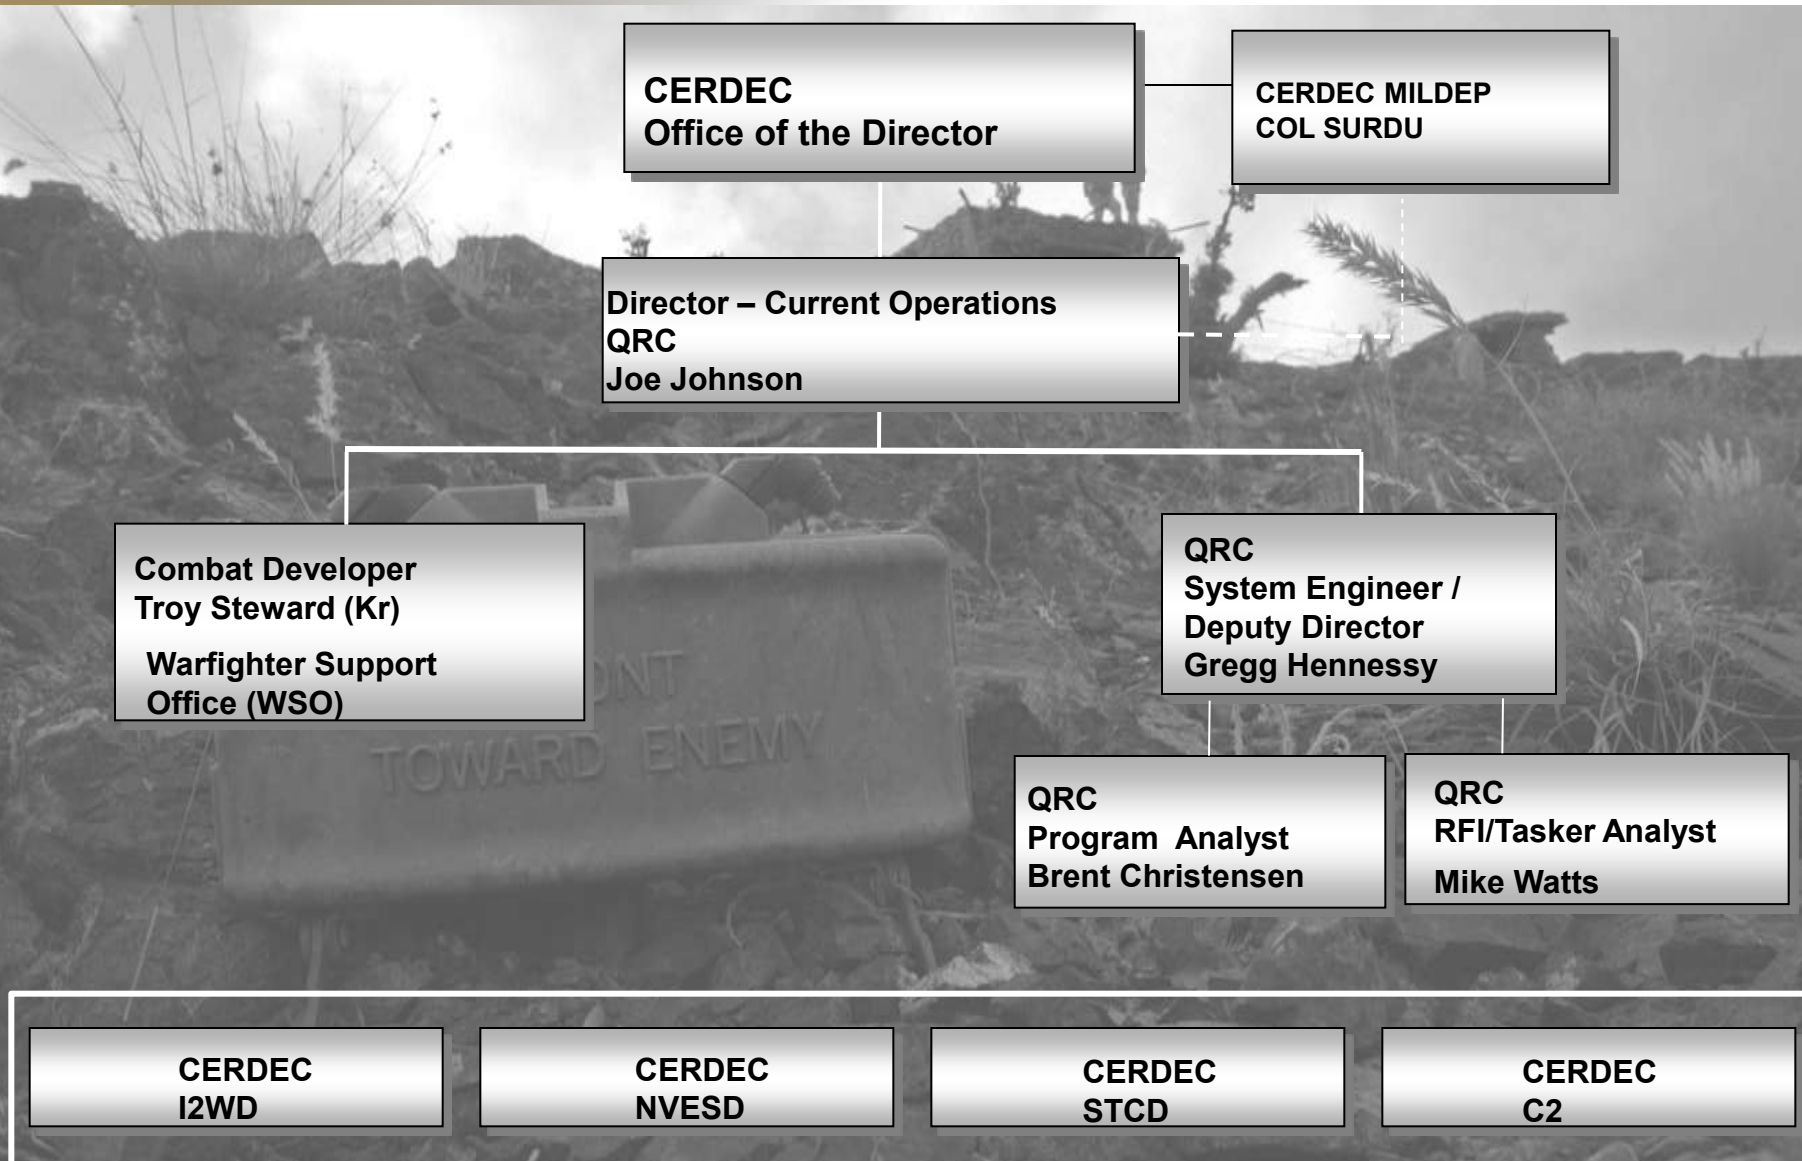 CERDEC
Office of the Director
CERDEC MILDEP
COL SURDU
Director – Current Operations
QRC
Joe Johnson
Combat Developer
Troy Steward (Kr)
Warfighter Support
Office (WSO)
QRC
System Engineer /
Deputy Director
Gregg Hennessy
TOWARD ENEMY
QRC
Program  Analyst
Brent Christensen
QRC
RFI/Tasker Analyst
Mike Watts
CERDEC
I2WD
CERDEC
NVESD
CERDEC
STCD
CERDEC
C2